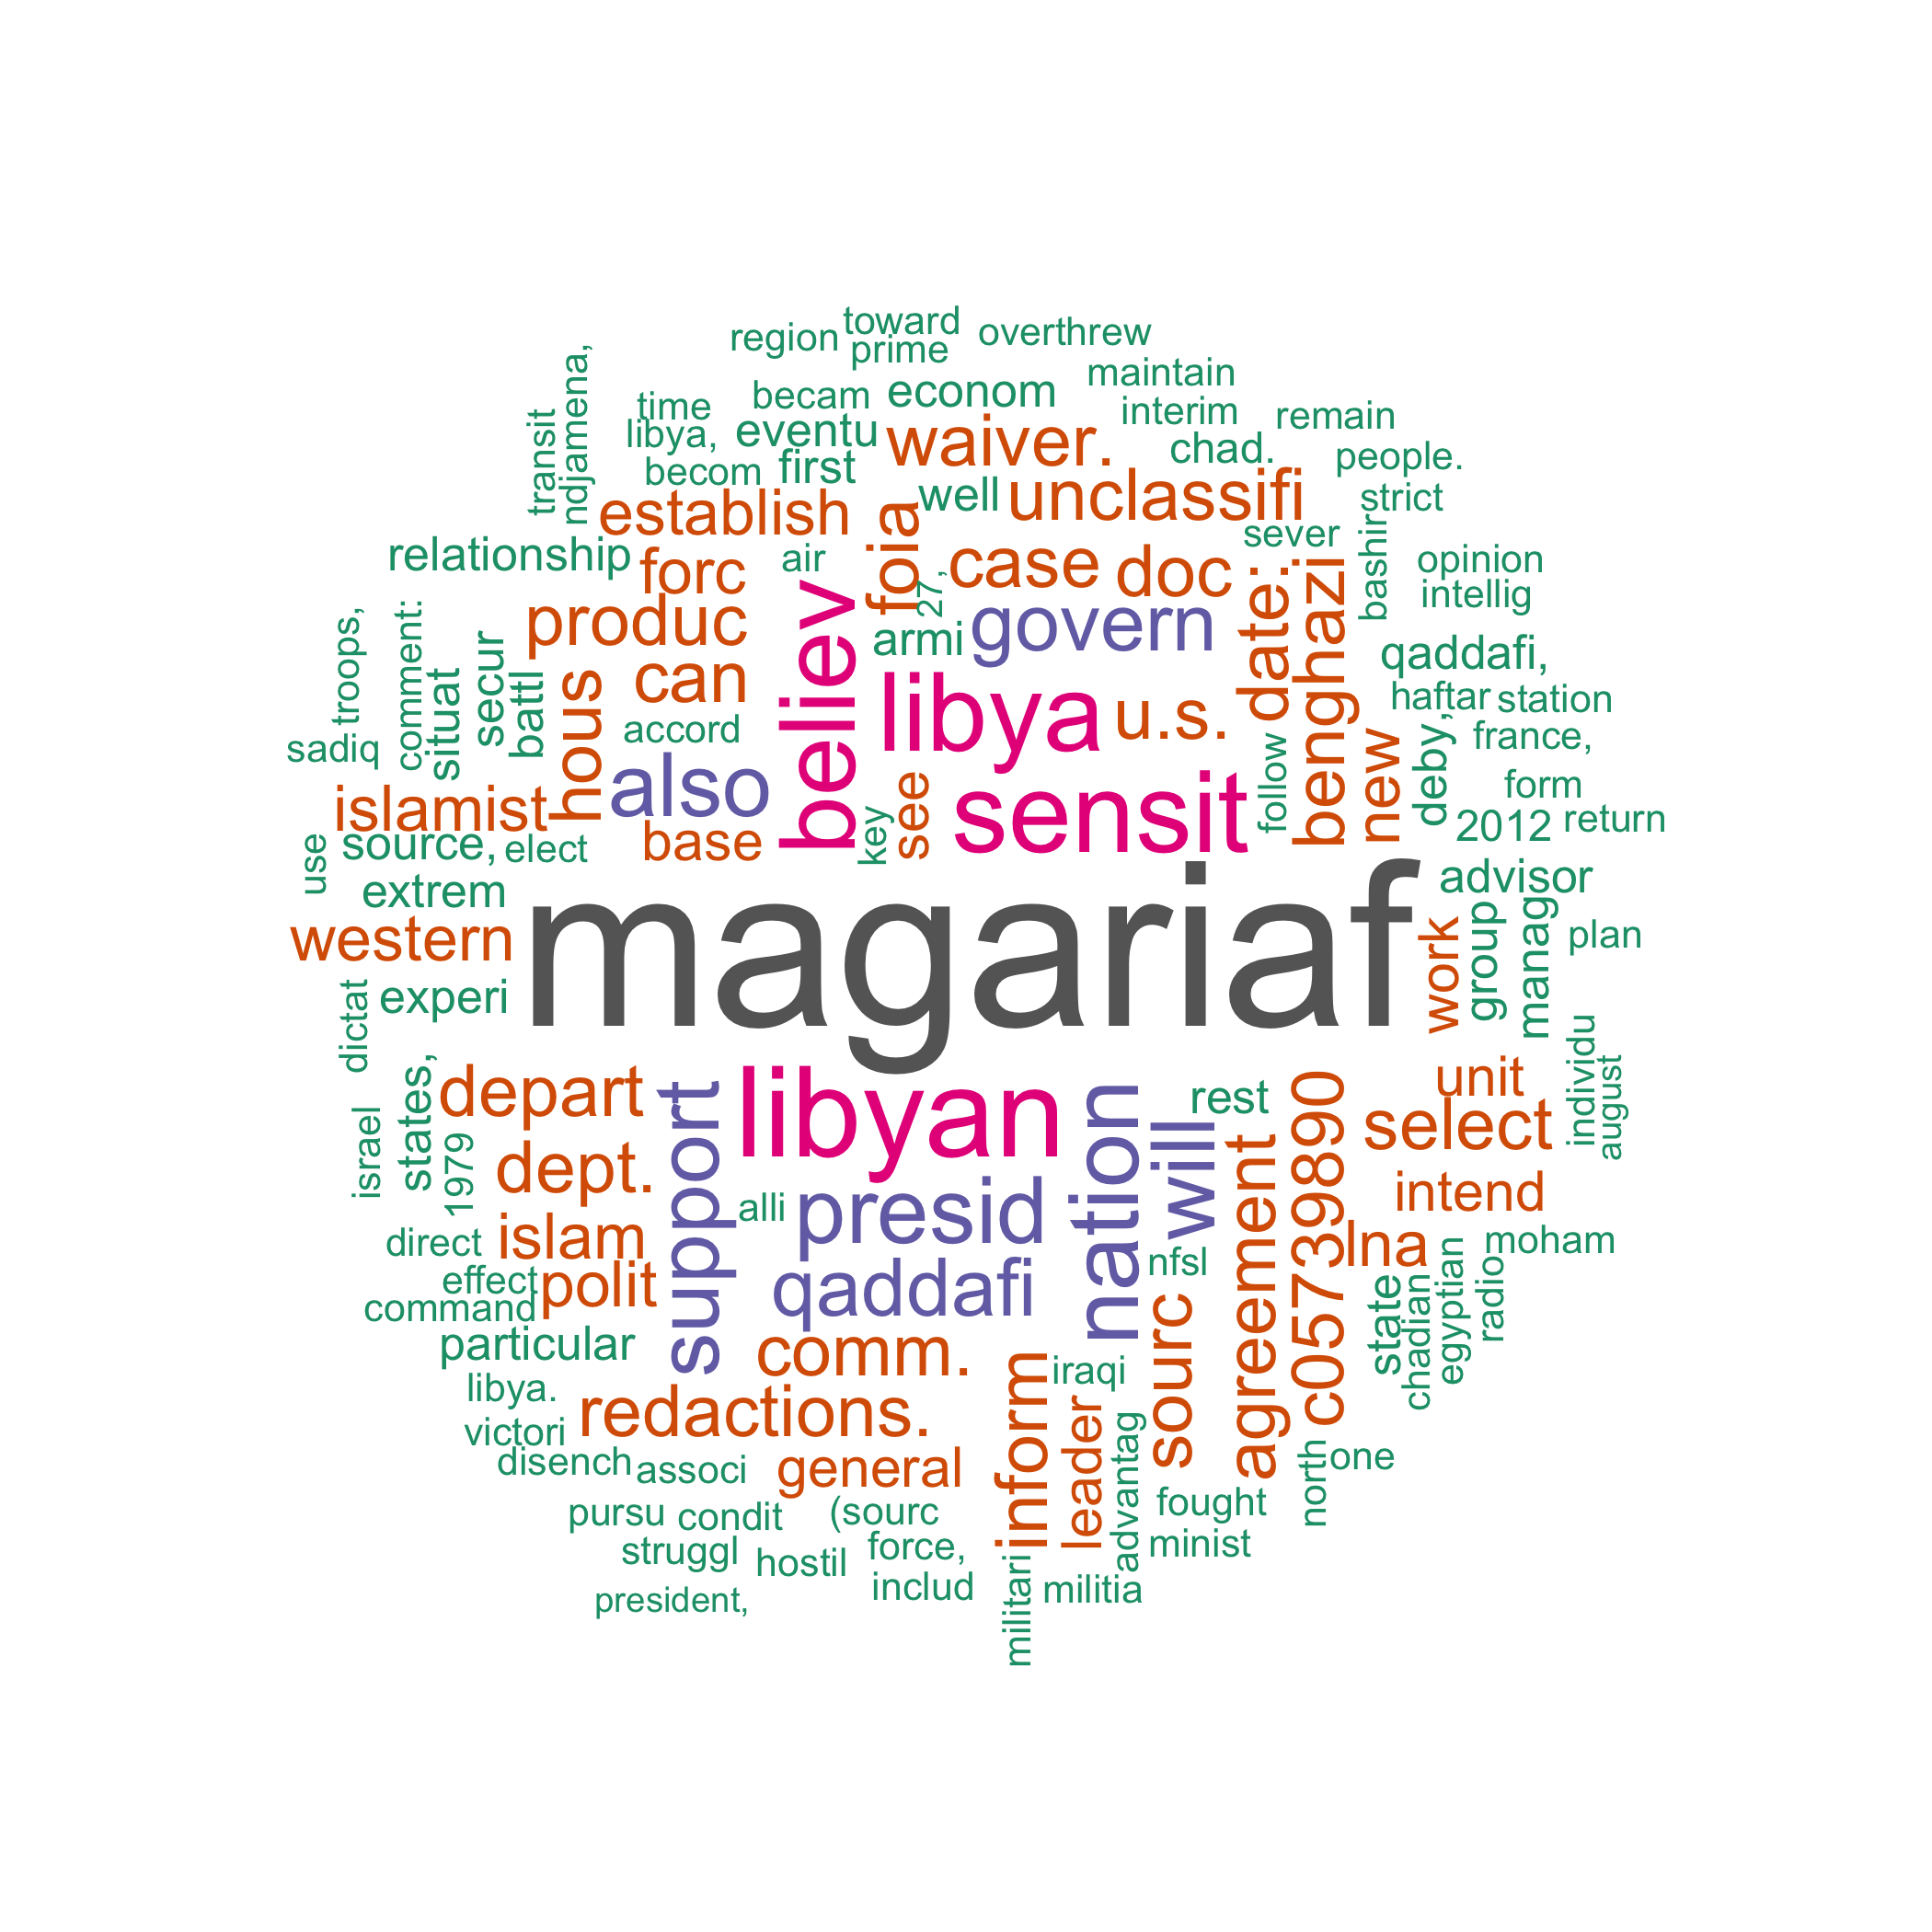 toward
region
prime
overthrew
maintain
time
becam
econom
interim
remain
transit
ndjamena,
libya,
eventu
waiver.
chad.
people.
becom
first
well
unclassifi
strict
establish
foia
sever
bashir
relationship
forc
air
case
doc
opinion
27,
intellig
produc
believ
armi
govern
date:
benghazi
troops,
comment:
situat
secur
battl
hous
can
qaddafi,
accord
libya
u.s.
haftar
station
sadiq
also
follow
new
deby,
france,
islamist
key
see
sensit
form
2012
return
use
source,
elect
base
extrem
advisor
western
magariaf
work
group
manag
plan
dictat
experi
individu
august
israel
states,
1979
depart
support
libyan
nation
will
rest
agreement
c05739890
unit
select
dept.
alli
presid
intend
direct
islam
nfsl
lna
moham
effect
polit
qaddafi
command
sourc
state
chadian
egyptian
radio
particular
comm.
iraqi
libya.
redactions.
inform
leader
advantag
victori
disench
associ
general
north
one
pursu
condit
(sourc
fought
struggl
hostil
force,
minist
president,
includ
militari
militia